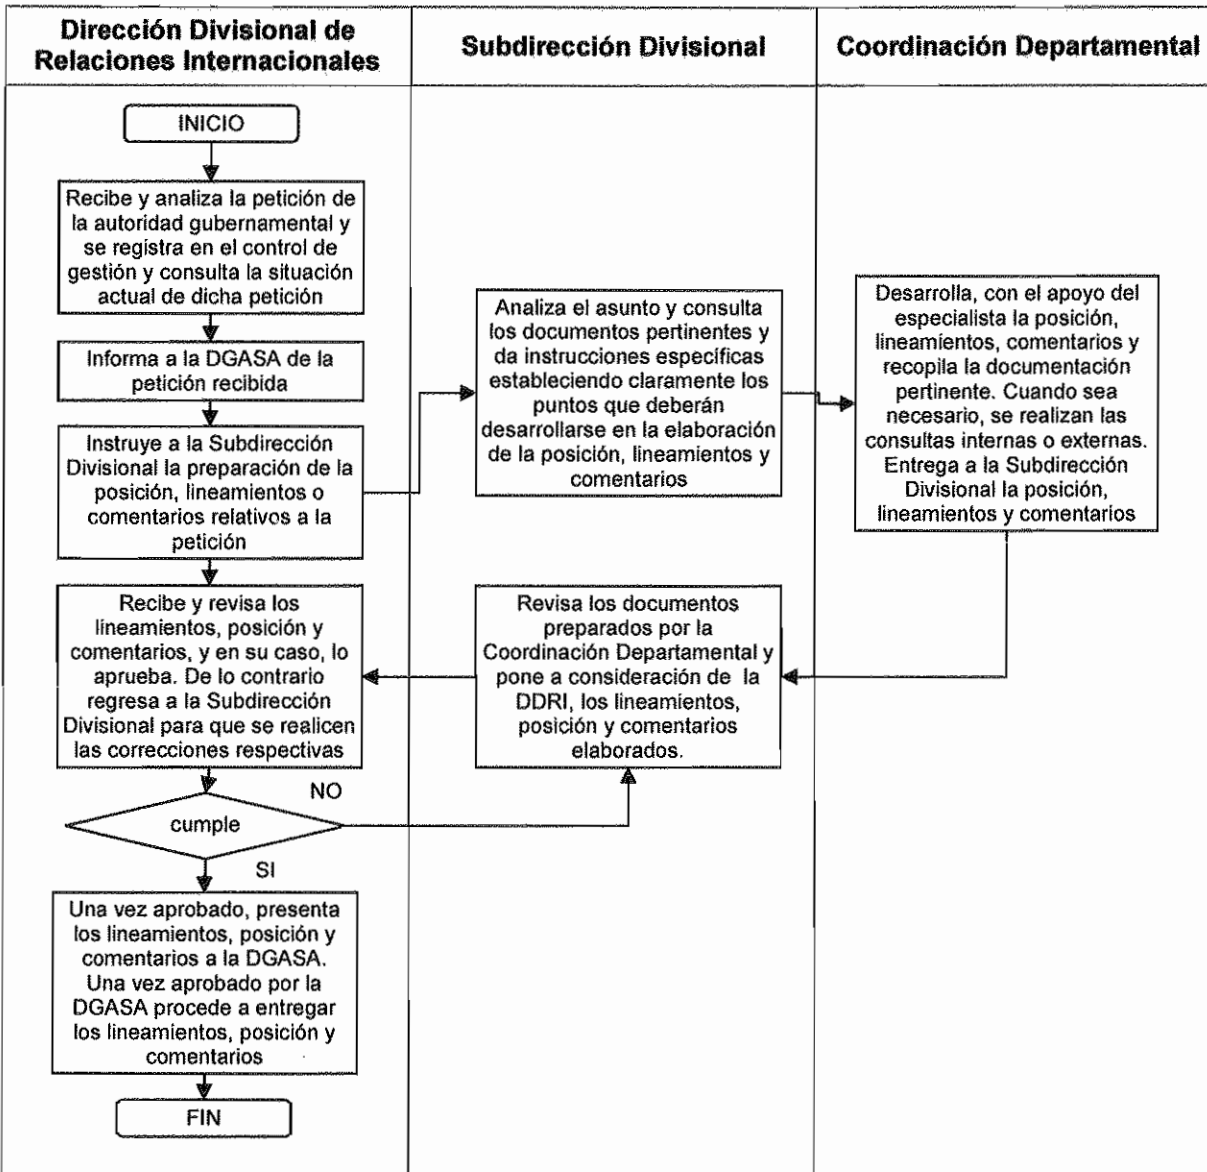 Dirección Divisional de
Relaciones Internacionales
Subdirección Divisional
Coordinación Departamental
INICIO
Recibe y analiza la petición de
la autoridad gubernamental y
se registra en el control de
gestión y consulta la situación
actual de dicha petición
Informa a la DGASA de la
petición recibida
Instruye a la Subdirección
Divisional la preparación de la
posición, lineamientos o
comentarios relativos a la
petición
Analiza el asunto y consulta
los documentos pertinentes y
da instrucciones específicas
estableciendo claramente los
puntos que deberán
desarrollarse en la elaboración
de la posición, lineamientos y
comentarios
Desarrolla, con el apoyo del
especialista la posición,
lineamientos, comentarios y
recopila la documentación
pertinente. Cuando sea
necesario, se realizan las
consultas internas o externas.
Entrega a la Subdirección
Divisional la posición,
lineamientos y comentarios
Revisa los documentos
preparados por la
Coordinación Departamental y
pone a consideración de la
DDRI, los lineamientos,
posición y comentarios
elaborados.
Recibe y revisa los
lineamientos, posición y
comentarios, y en su caso, lo
aprueba. De lo contrario
regresa a la Subdirección
Divisional para que se realicen
las correcciones respectivas
NO
cumple
SI
Una vez aprobado, presenta
los lineamientos, posición y
comentarios a la DGASA.
Una vez aprobado por la
DGASA procede a entregar
los lineamientos, posición y
comentarios
FIN